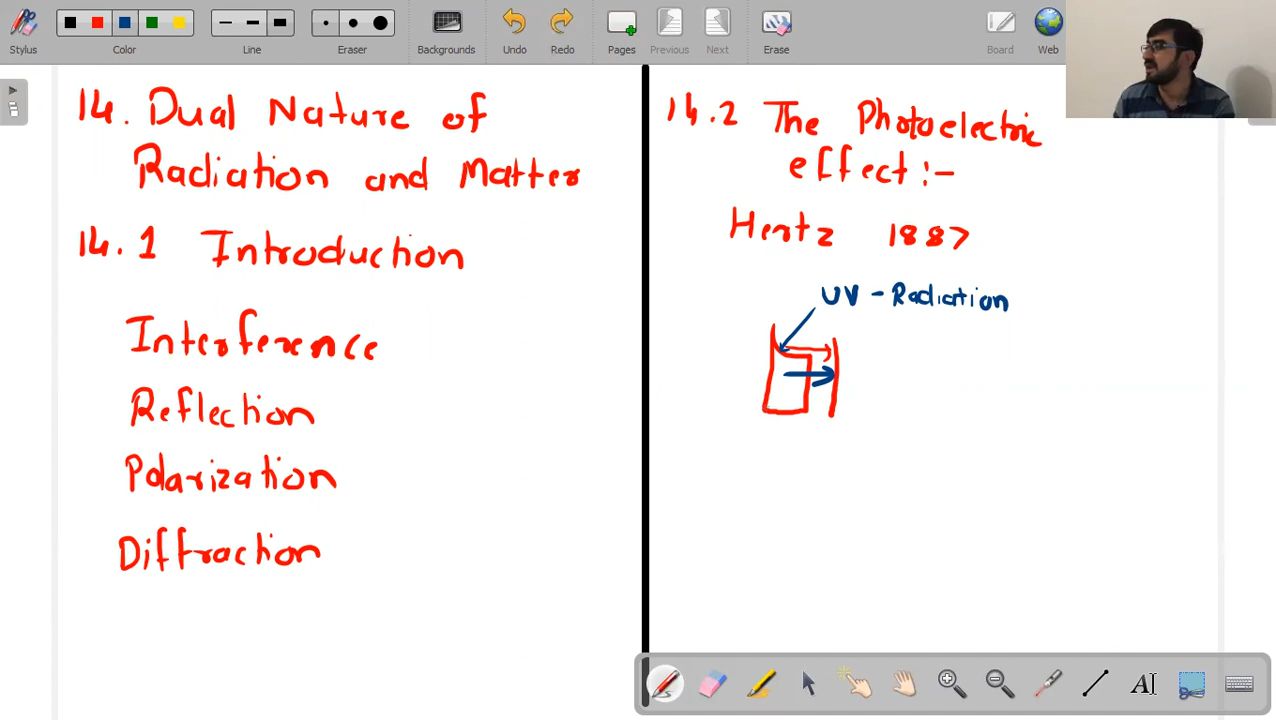 Stylus
Color
Line
Eraser
Backgrounds
Undo
Redo
Pages
Previous
Next
Erase
Board
Web
14. Dual Nature of
Radiation and Matter
14.1 Introduction
Interference
Reflection
Polarization
Diffraction
14.2 The Photoelectric
effect :-
Hertz 1887
UV - Radiation